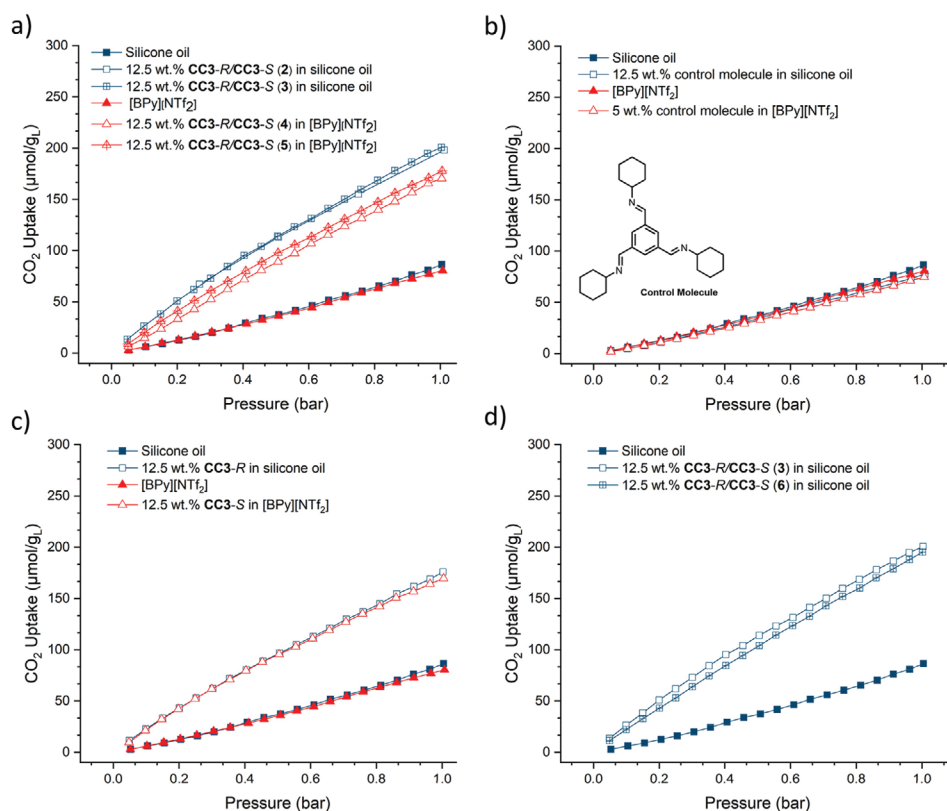 a)
300
250
200
150
100
50
0
CO2 Uptake (µmol/gL)
Silicone oil
12.5 wt.% CC3-R/CC3-S (2) in silicone oil
12.5 wt.% CC3-R/CC3-S (3) in silicone oil
[BPy][NTf2]
12.5 wt.% CC3-R/CC3-S (4) in [BPy][NTf2]
12.5 wt.% CC3-R/CC3-S (5) in [BPy][NTf2]
0.0 0.2 0.4 0.6 0.8 1.0
Pressure (bar)
b)
300
250
200
150
100
50
0
CO2 Uptake (µmol/gL)
Silicone oil
12.5 wt.% control molecule in silicone oil
[BPy][NTf2]
5 wt.% control molecule in [BPy][NTf2]
N
N
N
Control Molecule
0.0 0.2 0.4 0.6 0.8 1.0
Pressure (bar)
c)
300
250
200
150
100
50
0
CO2 Uptake (µmol/gL)
Silicone oil
12.5 wt.% CC3-R in silicone oil
[BPy][NTf2]
12.5 wt.% CC3-S in [BPy][NTf2]
0.0 0.2 0.4 0.6 0.8 1.0
Pressure (bar)
d)
300
250
200
150
100
50
0
CO2 Uptake (µmol/gL)
Silicone oil
12.5 wt.% CC3-R/CC3-S (3) in silicone oil
12.5 wt.% CC3-R/CC3-S (6) in silicone oil
0.0 0.2 0.4 0.6 0.8 1.0
Pressure (bar)